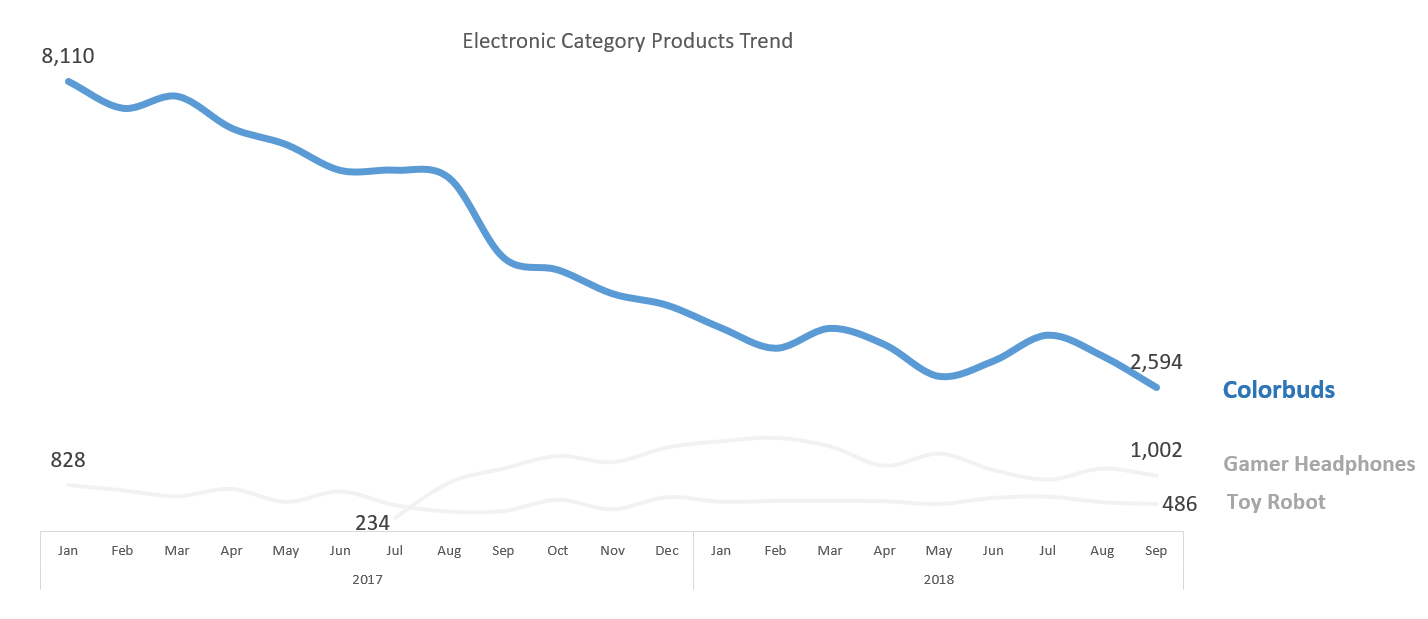 Electronic Category Products Trend
8,110
2,594
Colorbuds
828
1,002
Gamer Headphones
234
486
Toy Robot
Jan Feb Mar Apr May Jun Jul Aug Sep Oct Nov Dec Jan Feb Mar Apr May Jun Jul Aug Sep
2017 2018